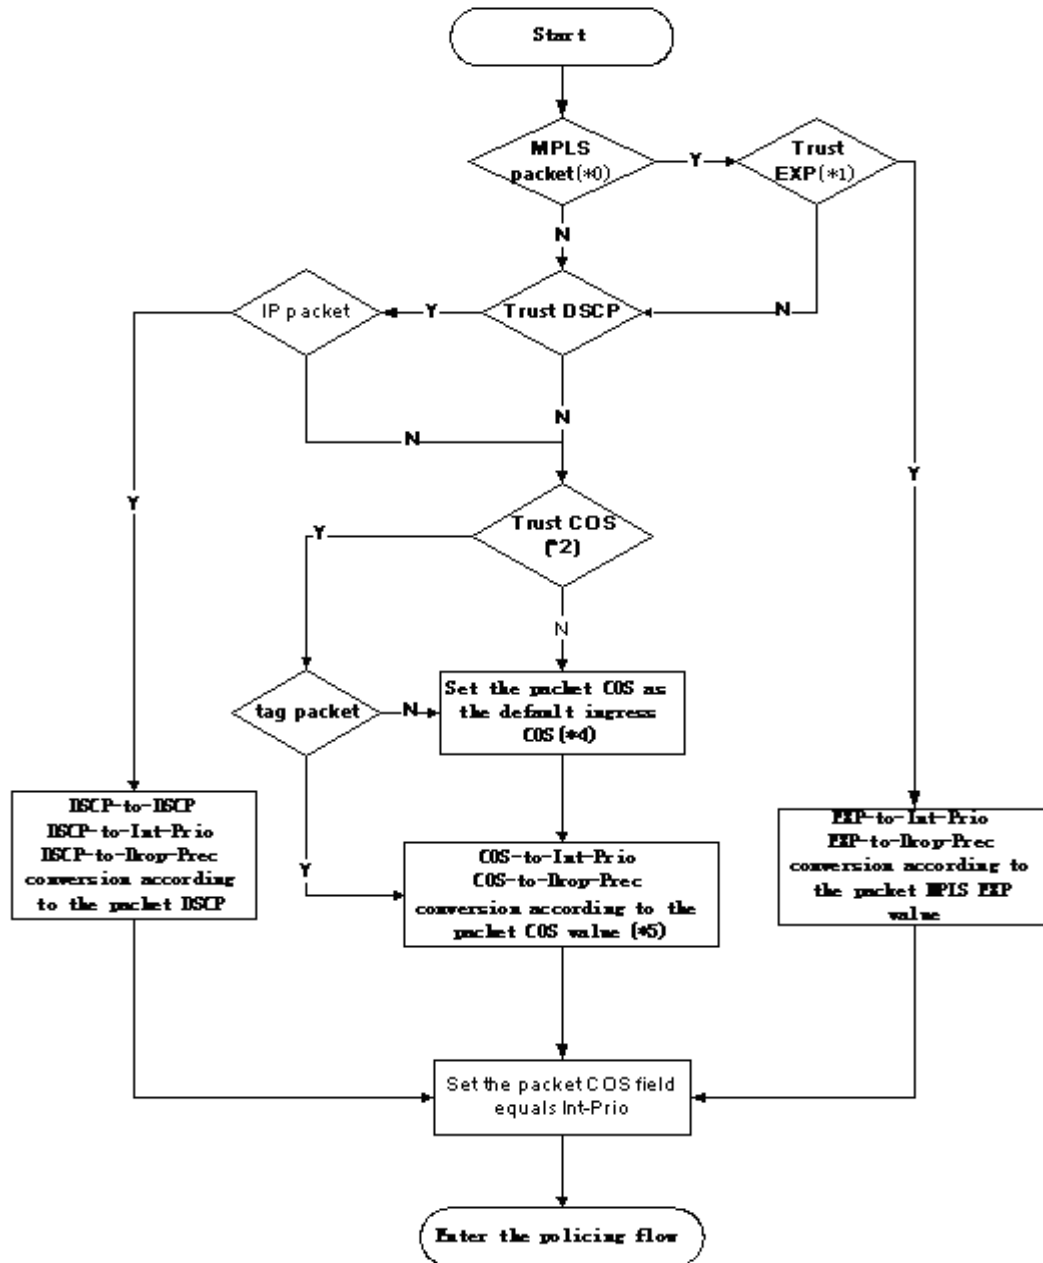 Start
MPLS
packet(*0)
Y
Trust
EXP(*1)
N
IP packet
Y
Trust DSCP
N
N
N
Y
Y
Trust COS
(*2)
Y
N
tag packet
N
Set the packet COS as
the default ingress
COS(*4)
DSCP-to-DSCP
DSCP-to-Int-Prio
DSCP-to-Drop-Prec
conversion according
to the packet DSCP
Y
COS-to-Int-Prio
COS-to-Drop-Prec
conversion according to the
packet COS value (*5)
EXP-to-Int-Prio
EXP-to-Drop-Prec
conversion according to
the packet MPLS EXP
value
Set the packet COS field
equals Int-Prio
Enter the policing flow